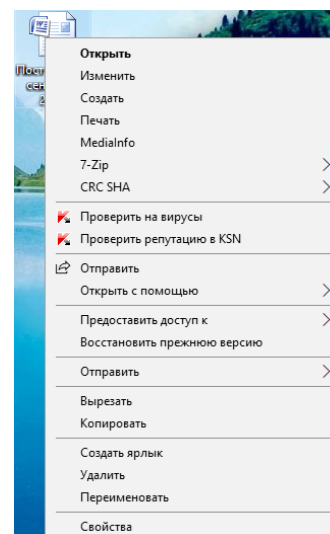 Открыть
Изменить
Создать
Печать
MediaInfo
7-Zip
CRC SHA
Проверить на вирусы
Проверить репутацию в KSN
Отправить
Открыть с помощью
Предоставить доступ к
Восстановить прежнюю версию
Отправить
Вырезать
Копировать
Создать ярлык
Удалить
Переименовать
Свойства